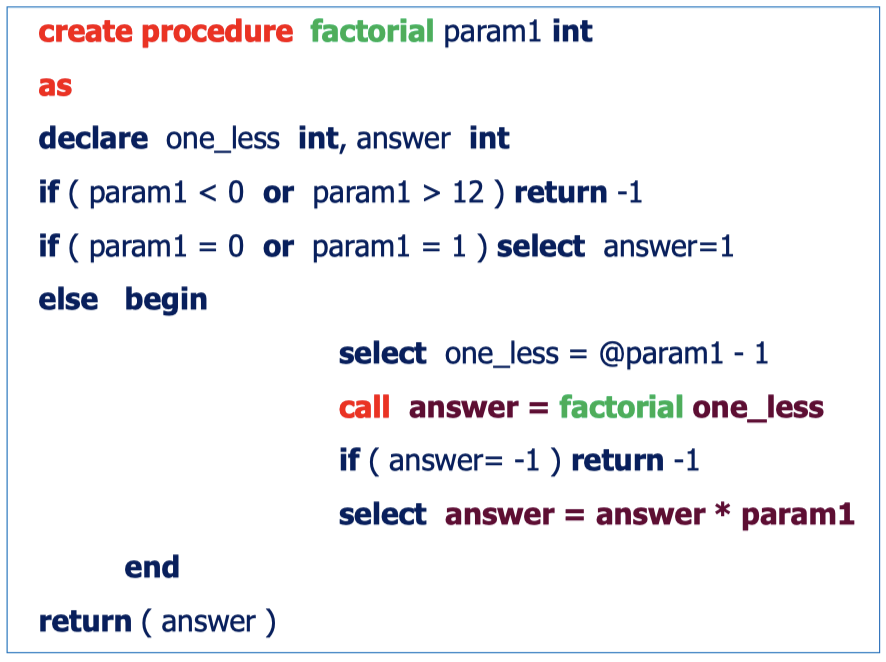 create procedure factorial param1 int
as
declare one_less int, answer int
if ( param1 < 0 or param1 > 12 ) return -1
if ( param1 = 0 or param1 = 1 ) select answer=1
else begin
select one_less = @param1 - 1
call answer = factorial one_less
if ( answer= -1 ) return -1
select answer = answer * param1
end
return ( answer )